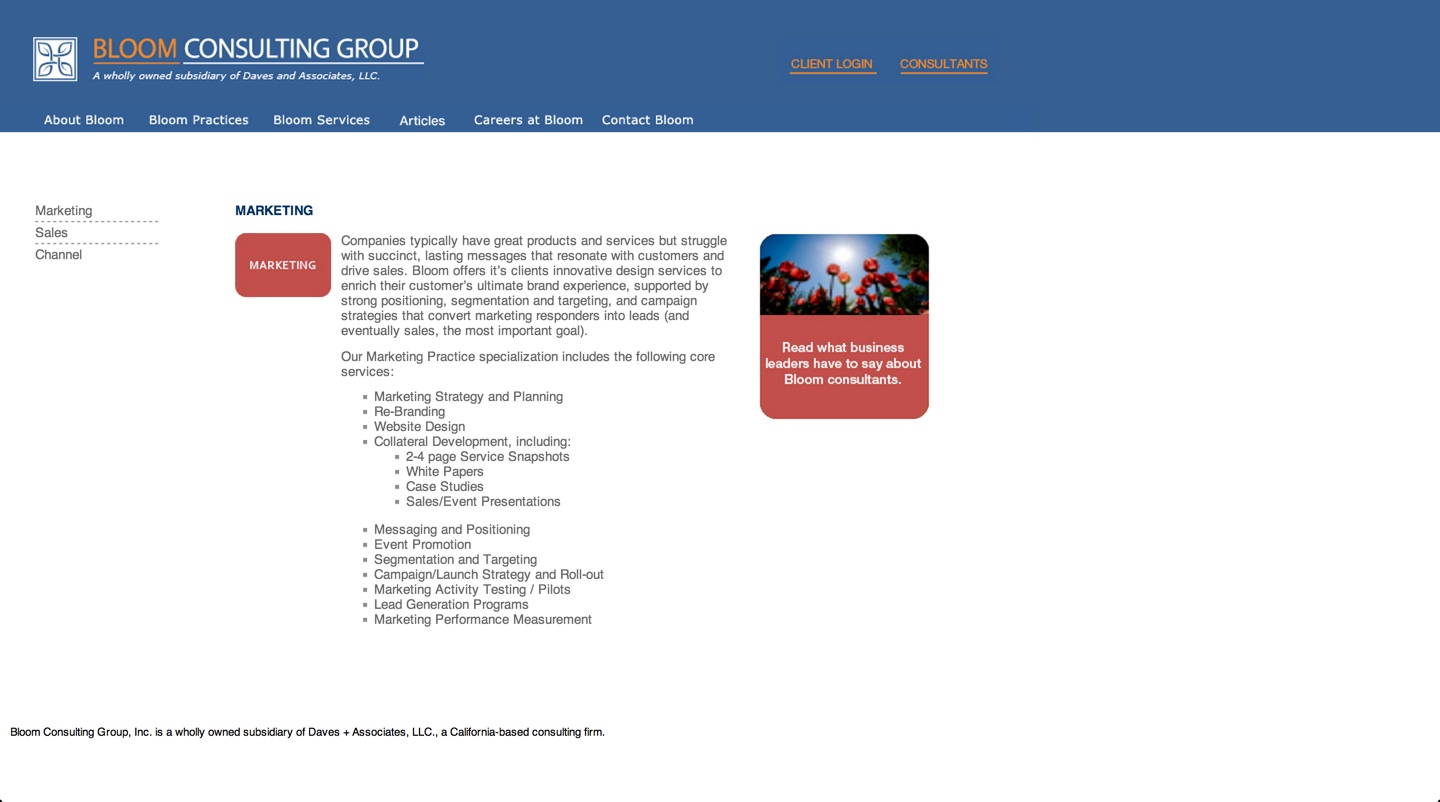 BLOOM CONSULTING GROUP
A wholly owned subsidiary of Daves and Associates, LLC.
CLIENT LOGIN CONSULTANTS
About Bloom Bloom Practices Bloom Services Articles Careers at Bloom Contact Bloom
Marketing
Sales
Channel
MARKETING
MARKETING
Companies typically have great products and services but struggle
with succinct, lasting messages that resonate with customers and
drive sales. Bloom offers it's clients innovative design services to
enrich their customer's ultimate brand experience, supported by
strong positioning, segmentation and targeting, and campaign
strategies that convert marketing responders into leads (and
eventually sales, the most important goal).
Our Marketing Practice specialization includes the following core
services:
Marketing Strategy and Planning
Re-Branding
Website Design
Collateral Development, including:
2-4 page Service Snapshots
White Papers
Case Studies
Sales/Event Presentations
Messaging and Positioning
Event Promotion
Segmentation and Targeting
Campaign/Launch Strategy and Roll-out
Marketing Activity Testing / Pilots
Lead Generation Programs
Marketing Performance Measurement
Read what business
leaders have to say about
Bloom consultants.
Bloom Consulting Group, Inc. is a wholly owned subsidiary of Daves + Associates, LLC., a California-based consulting firm.